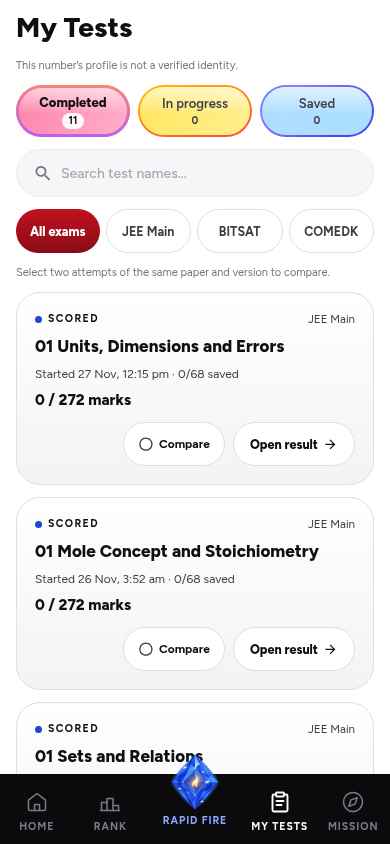 My Tests
This number's profile is not a verified identity.
Completed
11
In progress
0
Saved
0
Search test names...
All exams
JEE Main
BITSAT
COMEDK
Select two attempts of the same paper and version to compare.
SCORED
JEE Main
01 Units, Dimensions and Errors
Started 27 Nov, 12:15 pm · 0/68 saved
0 / 272 marks
Compare
Open result →
SCORED
JEE Main
01 Mole Concept and Stoichiometry
Started 26 Nov, 3:52 am · 0/68 saved
0 / 272 marks
Compare
Open result →
SCORED
JEE Main
01 Sets and Relations
HOME
RANK
RAPID FIRE
MY TESTS
MISSION